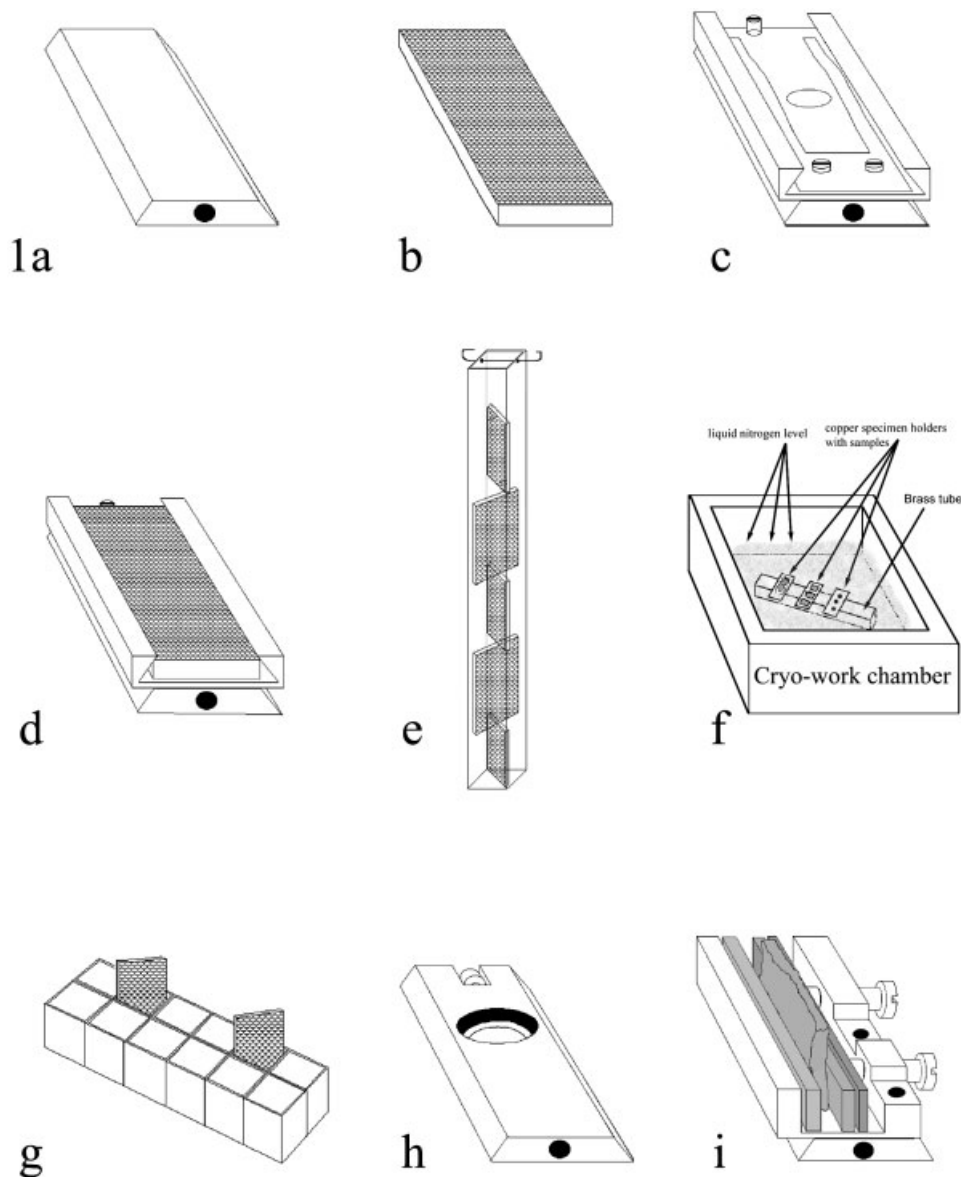 1a
b
c
d
e
liquid nitrogen level
copper specimen holders
with samples
Brass tube
Cryo-work chamber
f
g
h
i